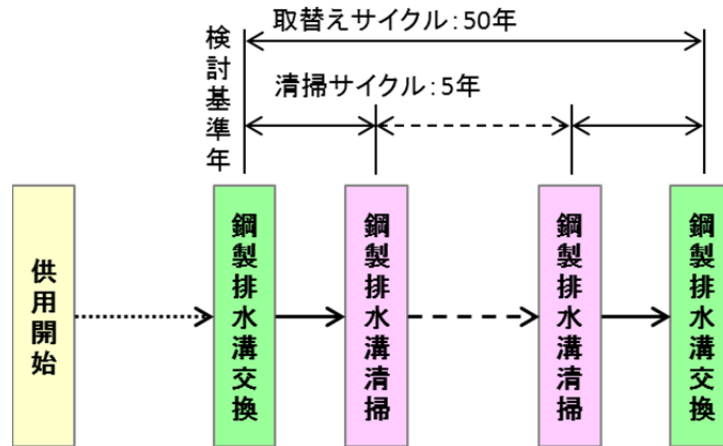 取替えサイクル:50年
検討基準年
清掃サイクル:5年
供用開始
鋼製排水溝交換
鋼製排水溝清掃
鋼製排水溝清掃
鋼製排水溝交換